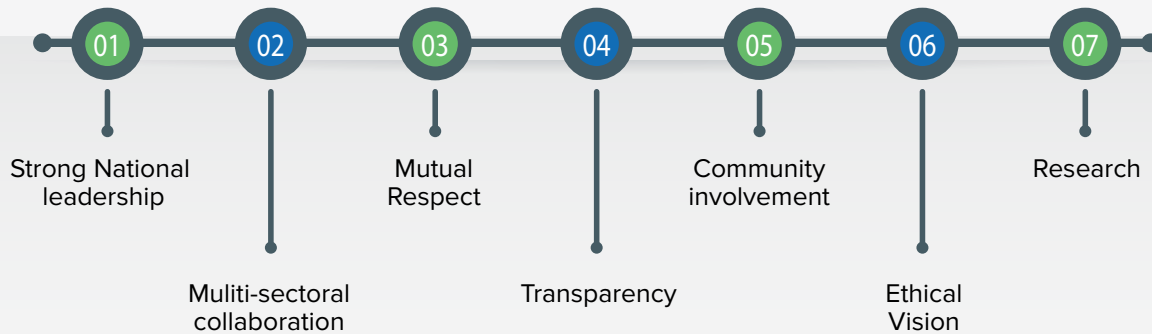 01
02
03
04
05
06
07
Strong National
leadership
Mutual
Respect
Community
involvement
Research
Muliti-sectoral
collaboration
Transparency
Ethical
Vision